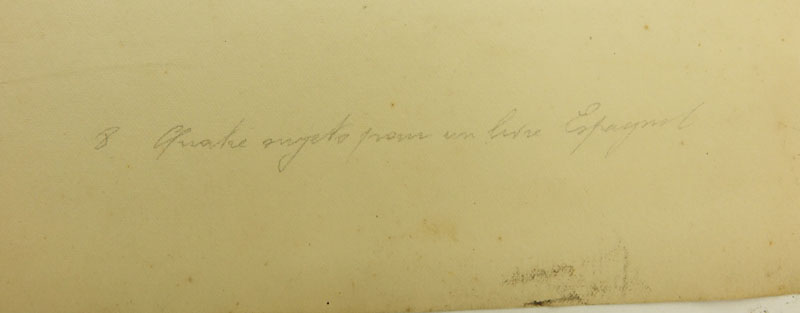 8 Quatre sujets pour un livre Espagnol